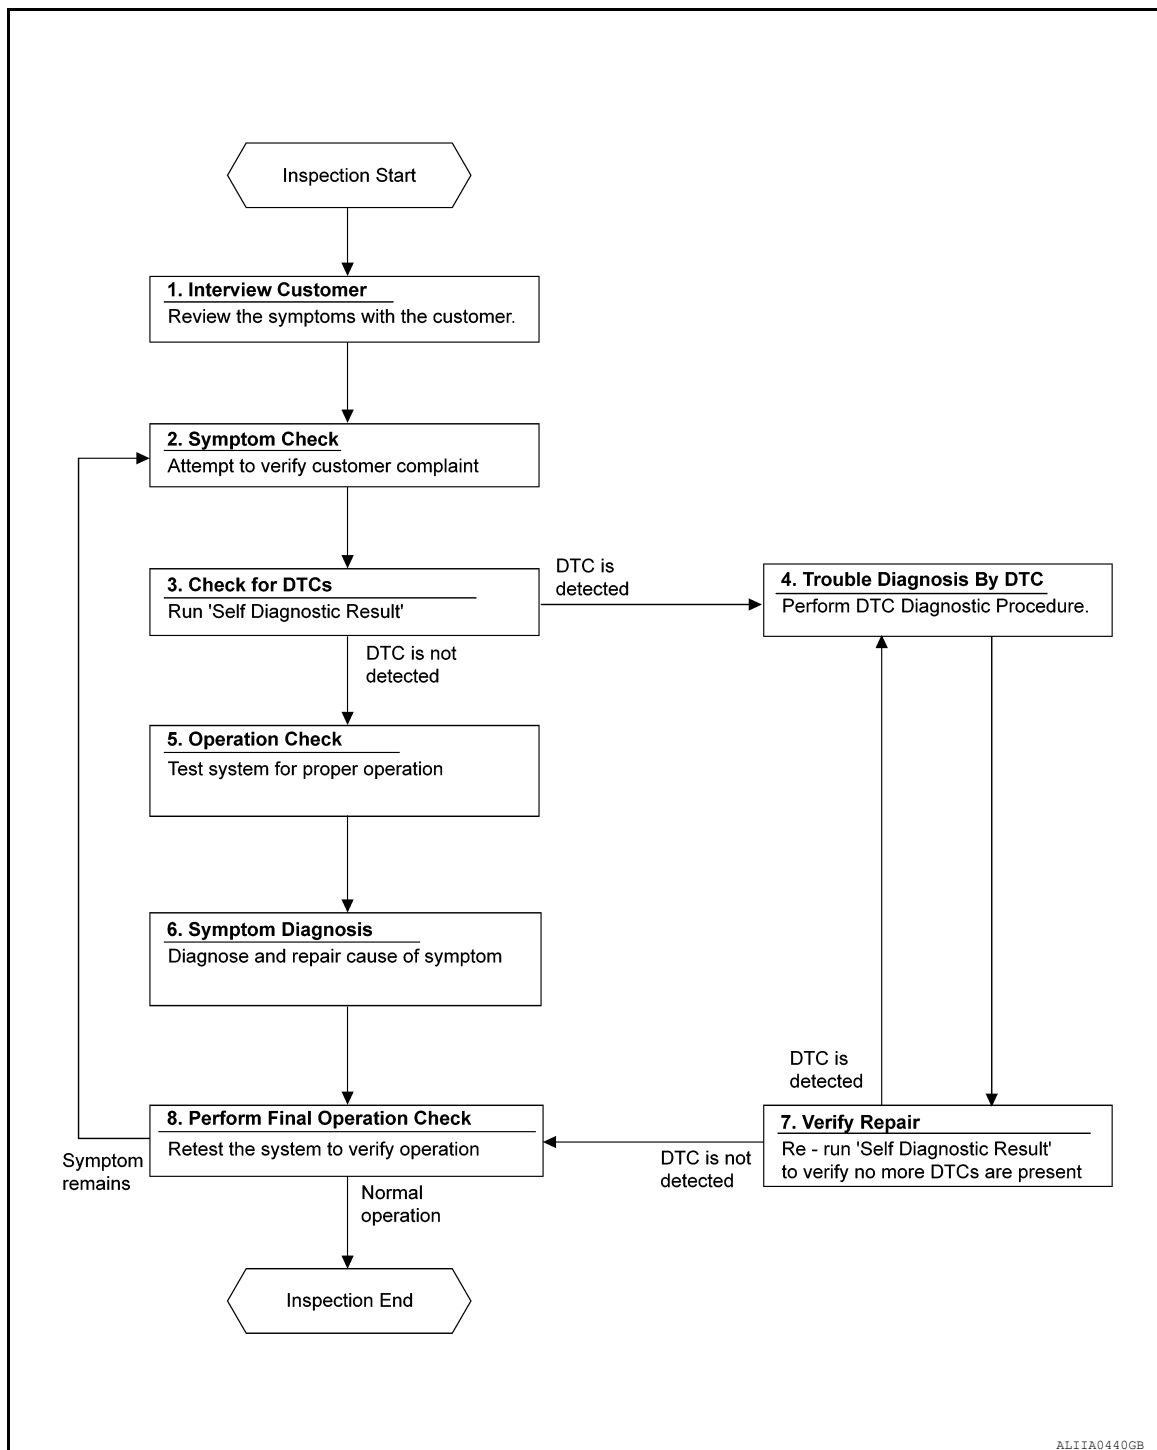 Inspection Start
1. Interview Customer
Review the symptoms with the customer.
2. Symptom Check
Attempt to verify customer complaint
3. Check for DTCs
Run 'Self Diagnostic Result'
DTC is
detected
4. Trouble Diagnosis By DTC
Perform DTC Diagnostic Procedure.
DTC is not
detected
5. Operation Check
Test system for proper operation
6. Symptom Diagnosis
Diagnose and repair cause of symptom
DTC is
detected
7. Verify Repair
Re - run 'Self Diagnostic Result'
to verify no more DTCs are present
DTC is not
detected
8. Perform Final Operation Check
Retest the system to verify operation
Symptom
remains
Normal
operation
Inspection End
ALIIA0440GB